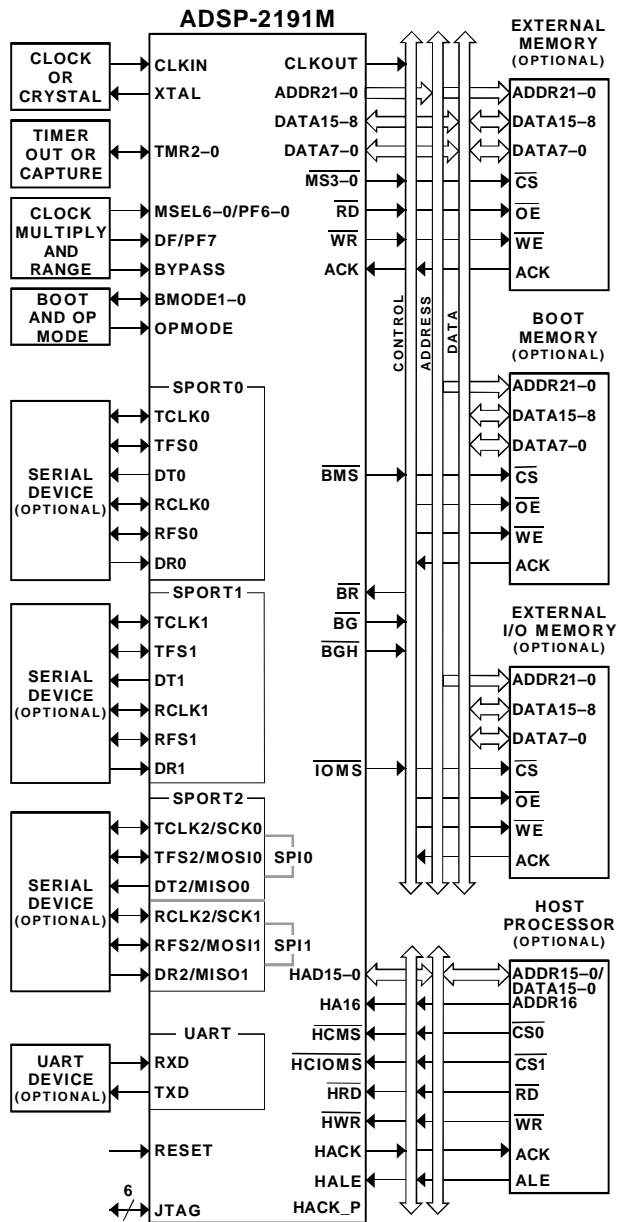 ADSP-2191M
CLOCK
OR
CRYSTAL
CLKIN
XTAL
TIMER
OUT OR
CAPTURE
TMR2–0
CLOCK
MULTIPLY
AND
RANGE
MSEL6–0/PF6–0
DF/PF7
BYPASS
BOOT
AND OP
MODE
BMODE1–0
OPMODE
SPORT0
SERIAL
DEVICE
(OPTIONAL)
TCLK0
TFS0
DT0
RCLK0
RFS0
DR0
SPORT1
SERIAL
DEVICE
(OPTIONAL)
TCLK1
TFS1
DT1
RCLK1
RFS1
DR1
SPORT2
SERIAL
DEVICE
(OPTIONAL)
TCLK2/SCK0
TFS2/MOSI0
DT2/MISO0
SPI0
RCLK2/SCK1
RFS2/MOSI1
DR2/MISO1
SPI1
UART
UART
DEVICE
(OPTIONAL)
RXD
TXD
RESET
6
JTAG
CLKOUT
ADDR21–0
DATA15–8
DATA7–0
MS3–0
RD
WR
ACK
BMS
BR
BG
BGH
IOMS
HAD15–0
HA16
HCMS
HCIOMS
HRD
HWR
HACK
HALE
HACK_P
CONTROL
ADDRESS
DATA
EXTERNAL
MEMORY
(OPTIONAL)
ADDR21–0
DATA15–8
DATA7–0
CS
OE
WE
ACK
BOOT
MEMORY
(OPTIONAL)
ADDR21–0
DATA15–8
DATA7–0
CS
OE
WE
ACK
EXTERNAL
I/O MEMORY
(OPTIONAL)
ADDR21–0
DATA15–8
DATA7–0
CS
OE
WE
ACK
HOST
PROCESSOR
(OPTIONAL)
ADDR15–0/
DATA15–0
ADDR16
CS0
CS1
RD
WR
ACK
ALE